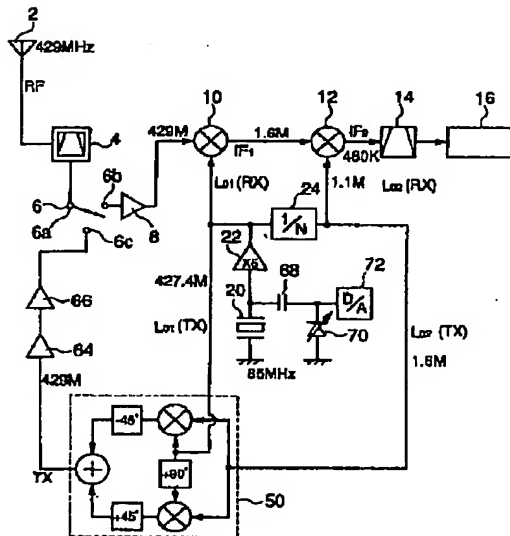 2
429MHz
RF
4
6
6a
6b
6c
8
429M
10
1.6M
IF1
12
IF2
460K
14
16
LO1 (RX)
LO2 (RX)
1.1M
24
1/N
22
X5
427.4M
LO1 (TX)
20
85MHz
68
72
D/A
70
LO2 (TX)
1.6M
66
64
429M
TX
-45°
+90°
+45°
50